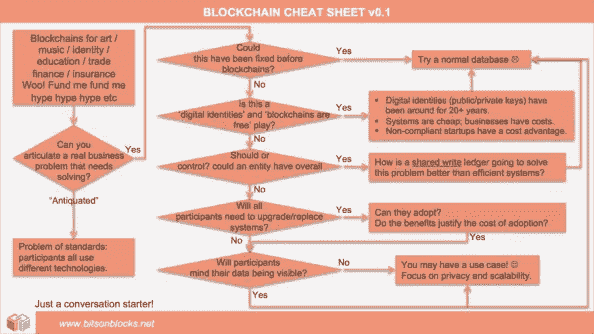 BLOCKCHAIN CHEAT SHEET v0.1
Blockchains for art /
music / identity /
education / trade
finance / insurance
Woo! Fund me fund me
hype hype hype etc
Can you
articulate a real business
problem that needs
solving?
Yes
"Antiquated"
Problem of standards:
participants all use
different technologies.
Could
this have been fixed before
blockchains?
Yes
Try a normal database ☹
No
Is this a
'digital identities' and 'blockchains are
free' play?
Yes
• Digital identities (public/private keys) have
been around for 20+ years.
• Systems are cheap; businesses have costs.
• Non-compliant startups have a cost advantage.
No
Should or
could an entity have overall
control?
Yes
How is a shared write ledger going to solve
this problem better than efficient systems?
No
Will all
participants need to upgrade/replace
systems?
Yes
Can they adopt?
Do the benefits justify the cost of adoption?
No
Yes
Will participants
mind their data being visible?
No
You may have a use case! ☺
Focus on privacy and scalability.
Yes
Just a conversation starter!
www.bitsonblocks.net